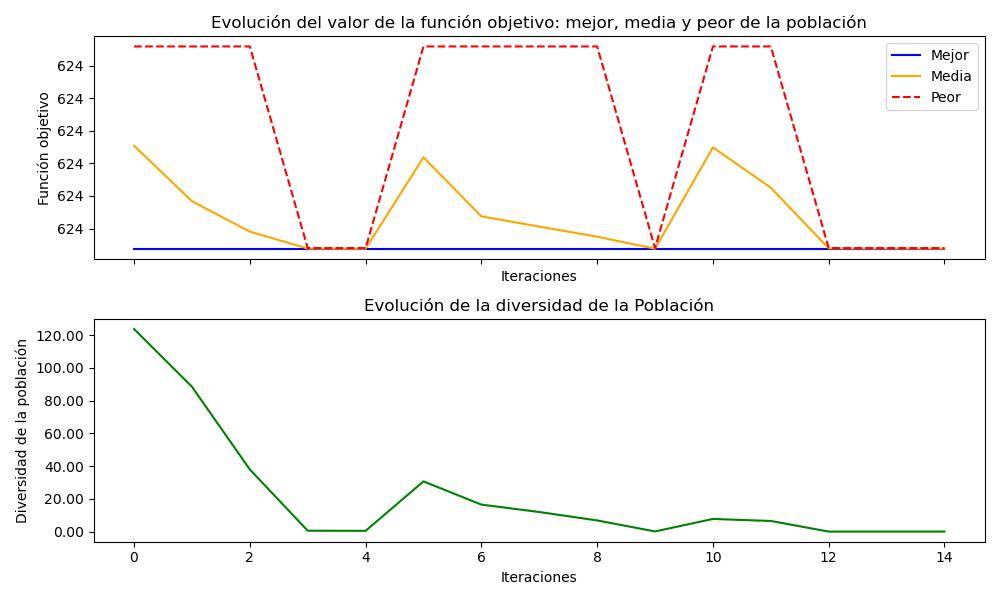 Evolución del valor de la función objetivo: mejor, media y peor de la población
Función objetivo
624
624
624
624
624
624
Mejor
Media
Peor
Iteraciones
Evolución de la diversidad de la Población
Diversidad de la población
120.00
100.00
80.00
60.00
40.00
20.00
0.00
0 2 4 6 8 10 12 14
Iteraciones